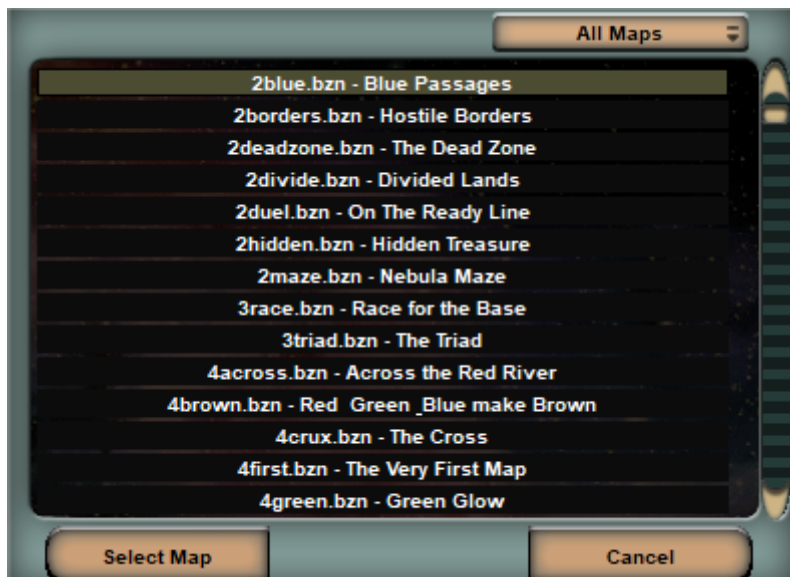 All Maps
2blue.bzn - Blue Passages
2borders.bzn - Hostile Borders
2deadzone.bzn - The Dead Zone
2divide.bzn - Divided Lands
2duel.bzn - On The Ready Line
2hidden.bzn - Hidden Treasure
2maze.bzn - Nebula Maze
3race.bzn - Race for the Base
3triad.bzn - The Triad
4across.bzn - Across the Red River
4brown.bzn - Red  Green _Blue make Brown
4crux.bzn - The Cross
4first.bzn - The Very First Map
4green.bzn - Green Glow
Select Map Cancel